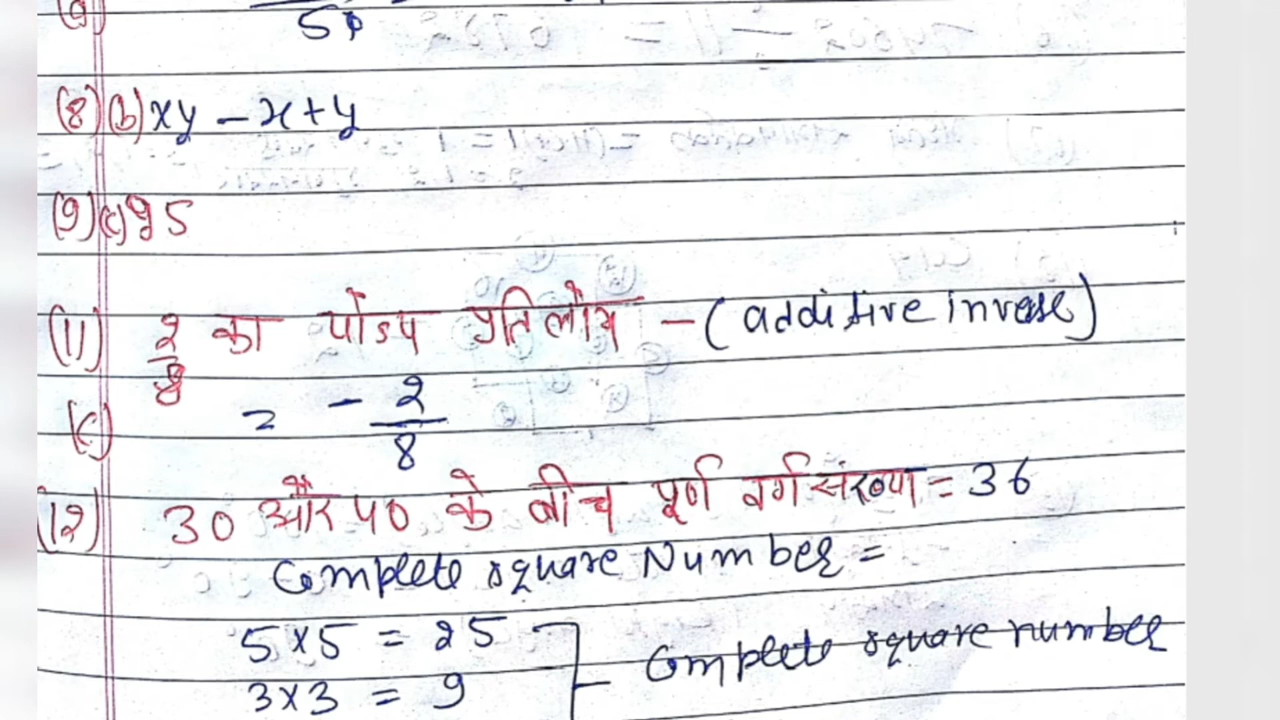 (a)
5
(8) (b) xy - x + y
(9) (c) 95
(11) 2/8 का योज्य प्रतिलोम - (additive inverse)
(c) = - 2/8
(12) 30 और 40 के बीच पूर्ण वर्ग संख्या = 36
Complete square Number =
5 × 5 = 25
Complete square number
3 × 3 = 9